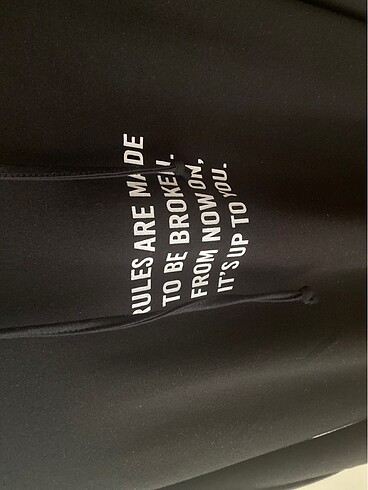 RULES ARE MADE
TO BE BROKEN.
FROM NOW ON,
IT'S UP TO YOU.